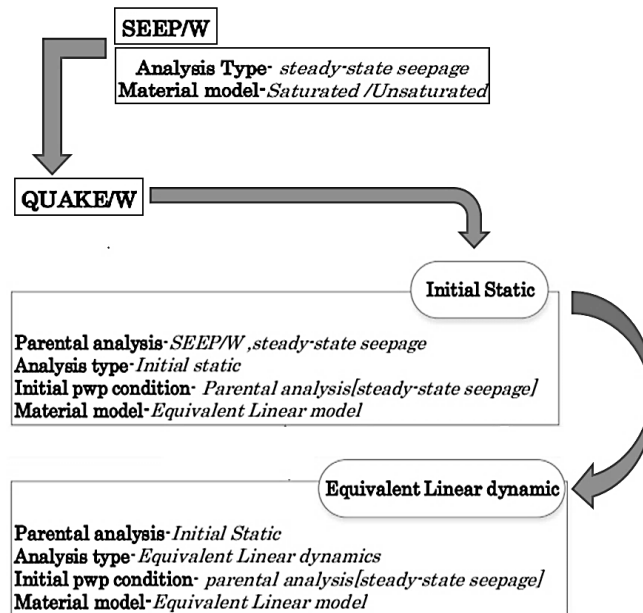 SEEP/W
Analysis Type- steady-state seepage
Material model-Saturated /Unsaturated
QUAKE/W
Initial Static
Parental analysis-SEEP/W ,steady-state seepage
Analysis type-Initial static
Initial pwp condition- Parental analysis[steady-state seepage]
Material model-Equivalent Linear model
Equivalent Linear dynamic
Parental analysis-Initial Static
Analysis type-Equivalent Linear dynamics
Initial pwp condition- parental analysis[steady-state seepage]
Material model-Equivalent Linear model